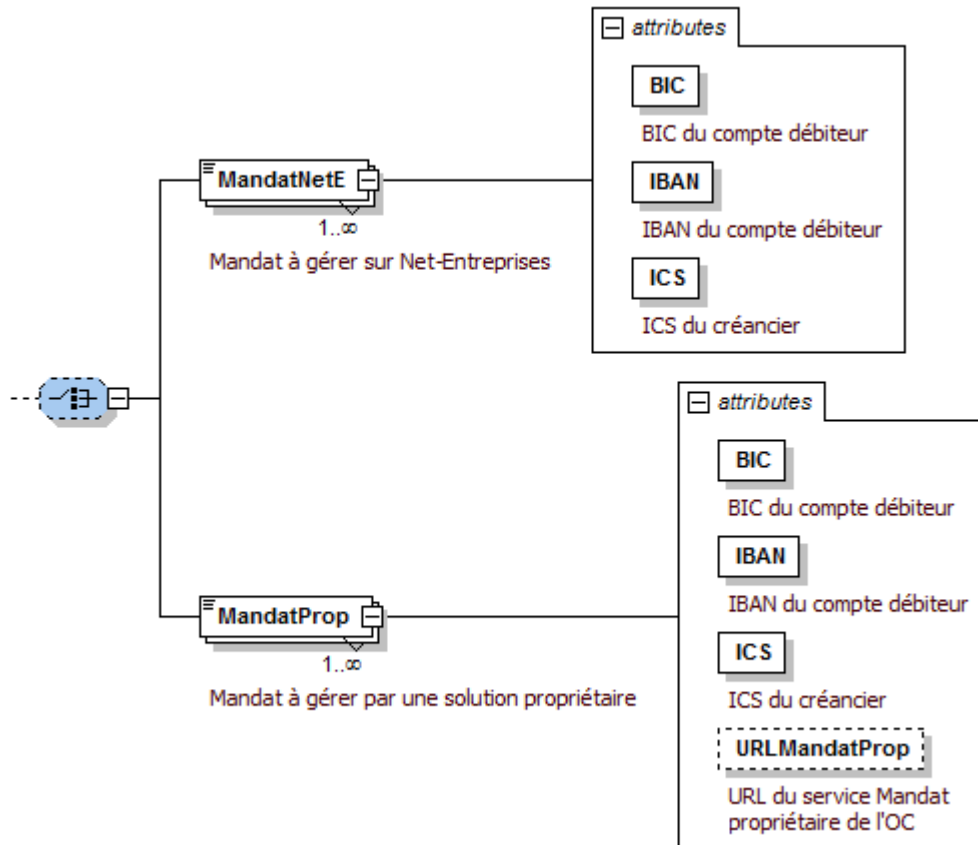 attributes
BIC
BIC du compte débiteur
IBAN
IBAN du compte débiteur
ICS
ICS du créancier
MandatNetE
1..∞
Mandat à gérer sur Net-Entreprises
attributes
BIC
BIC du compte débiteur
IBAN
IBAN du compte débiteur
ICS
ICS du créancier
URLMandatProp
URL du service Mandat
propriétaire de l'OC
MandatProp
1..∞
Mandat à gérer par une solution propriétaire